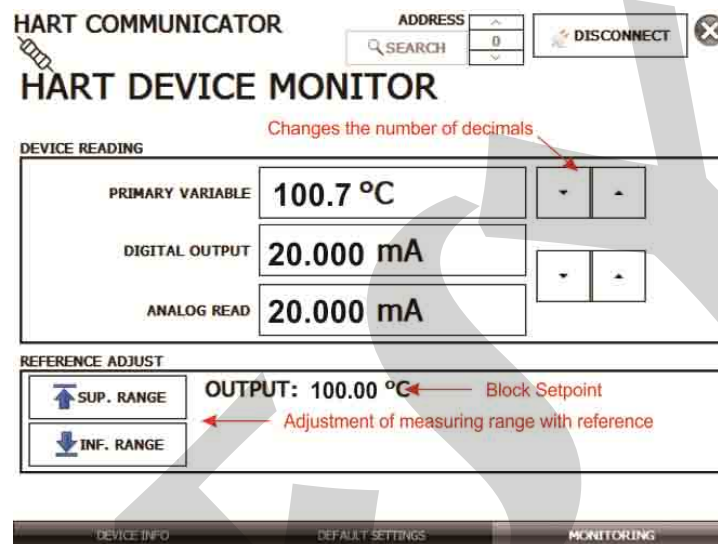 HART COMMUNICATOR
ADDRESS
SEARCH
0
DISCONNECT
HART DEVICE MONITOR
Changes the number of decimals
DEVICE READING
PRIMARY VARIABLE 100.7 ºC
DIGITAL OUTPUT 20.000 mA
ANALOG READ 20.000 mA
REFERENCE ADJUST
SUP. RANGE
OUTPUT: 100.00 ºC
Block Setpoint
Adjustment of measuring range with reference
INF. RANGE
DEVICE INFO DEFAULT SETTINGS MONITORING